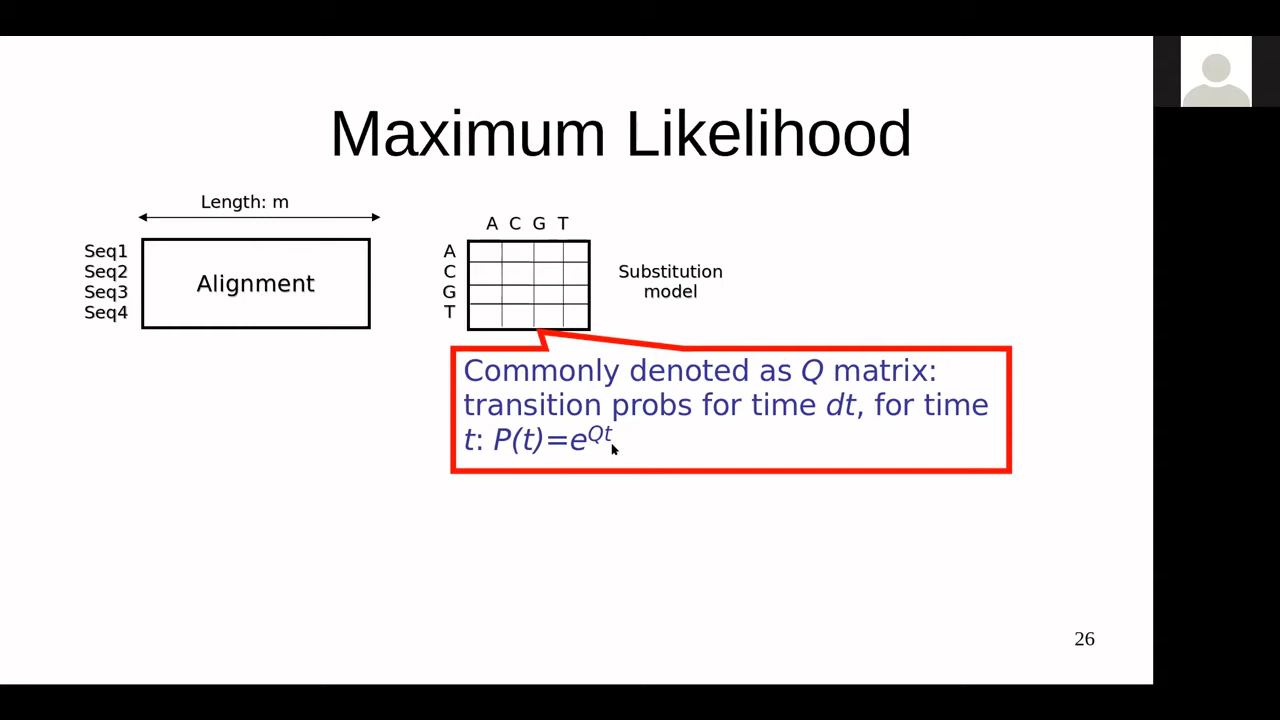 Maximum Likelihood
Length: m
A C G T
Seq1
Seq2
Seq3
Seq4
Alignment
A
C
G
T
Substitution
model
Commonly denoted as Q matrix:
transition probs for time dt, for time
t: P(t)=e^Qt
26